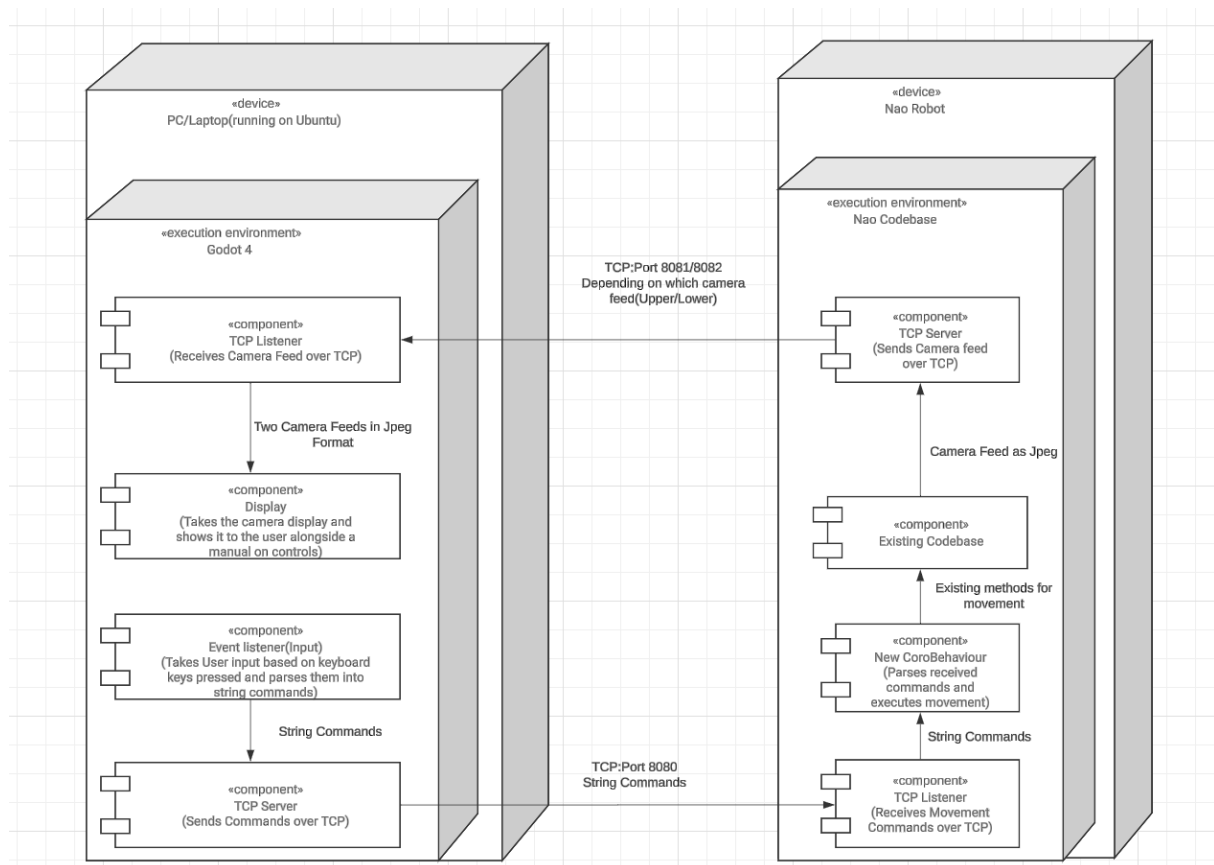 «device»
PC/Laptop(running on Ubuntu)
«execution environment»
Godot 4
«component»
TCP Listener
(Receives Camera Feed over TCP)
Two Camera Feeds in Jpeg
Format
«component»
Display
(Takes the camera display and
shows it to the user alongside a
manual on controls)
«component»
Event listener(Input)
(Takes User input based on keyboard
keys pressed and parses them into
string commands)
String Commands
«component»
TCP Server
(Sends Commands over TCP)
TCP:Port 8081/8082
Depending on which camera
feed(Upper/Lower)
TCP:Port 8080
String Commands
«device»
Nao Robot
«execution environment»
Nao Codebase
«component»
TCP Server
(Sends Camera feed
over TCP)
Camera Feed as Jpeg
«component»
Existing Codebase
Existing methods for
movement
«component»
New CoroBehaviour
(Parses received
commands and
executes movement)
String Commands
«component»
TCP Listener
(Receives Movement
Commands over TCP)